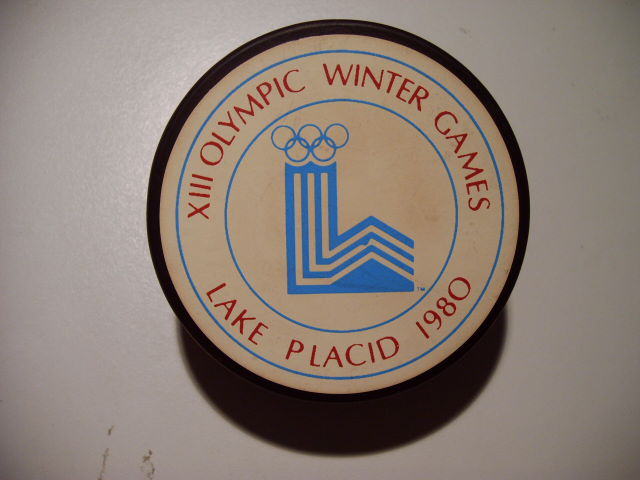 XIII OLYMPIC WINTER GAMES
LAKE PLACID 1980
TM